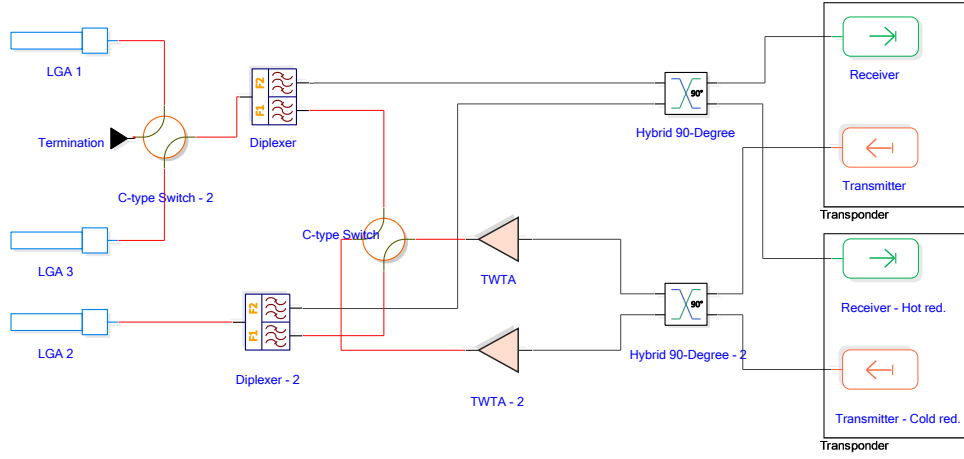 LGA 1
Termination
C-type Switch - 2
LGA 3
LGA 2
F2
F1
Diplexer
C-type Switch
F2
F1
Diplexer - 2
TWTA
TWTA - 2
90°
Hybrid 90-Degree
90°
Hybrid 90-Degree - 2
Receiver
Transmitter
Transponder
Receiver - Hot red.
Transmitter - Cold red.
Transponder